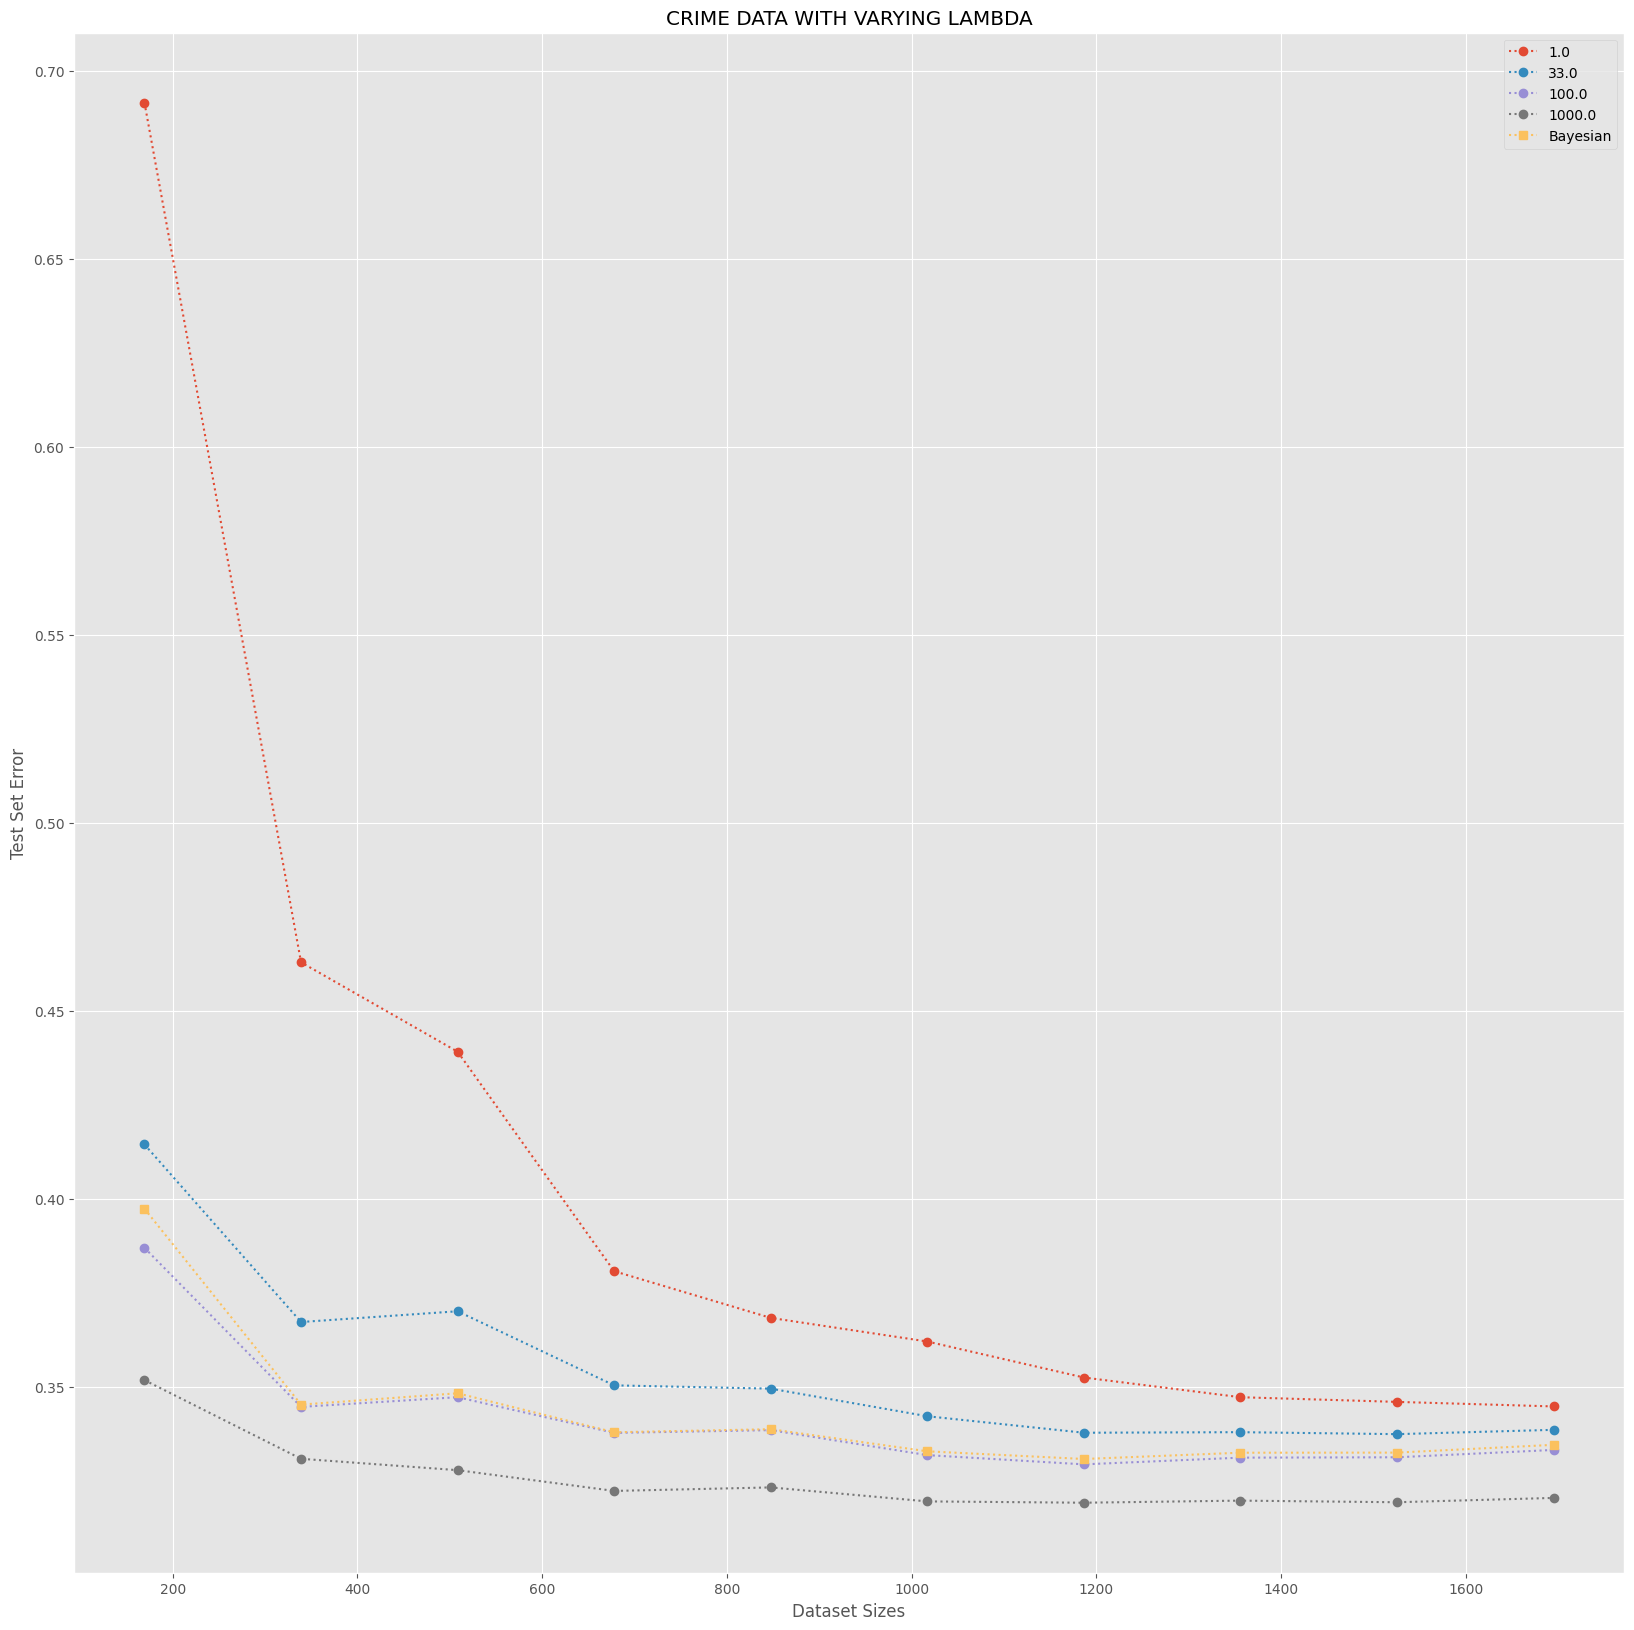 CRIME DATA WITH VARYING LAMBDA
1.0
33.0
100.0
1000.0
Bayesian
0.70
0.65
0.60
0.55
0.50
0.45
0.40
0.35
Test Set Error
200 400 600 800 1000 1200 1400 1600
Dataset Sizes